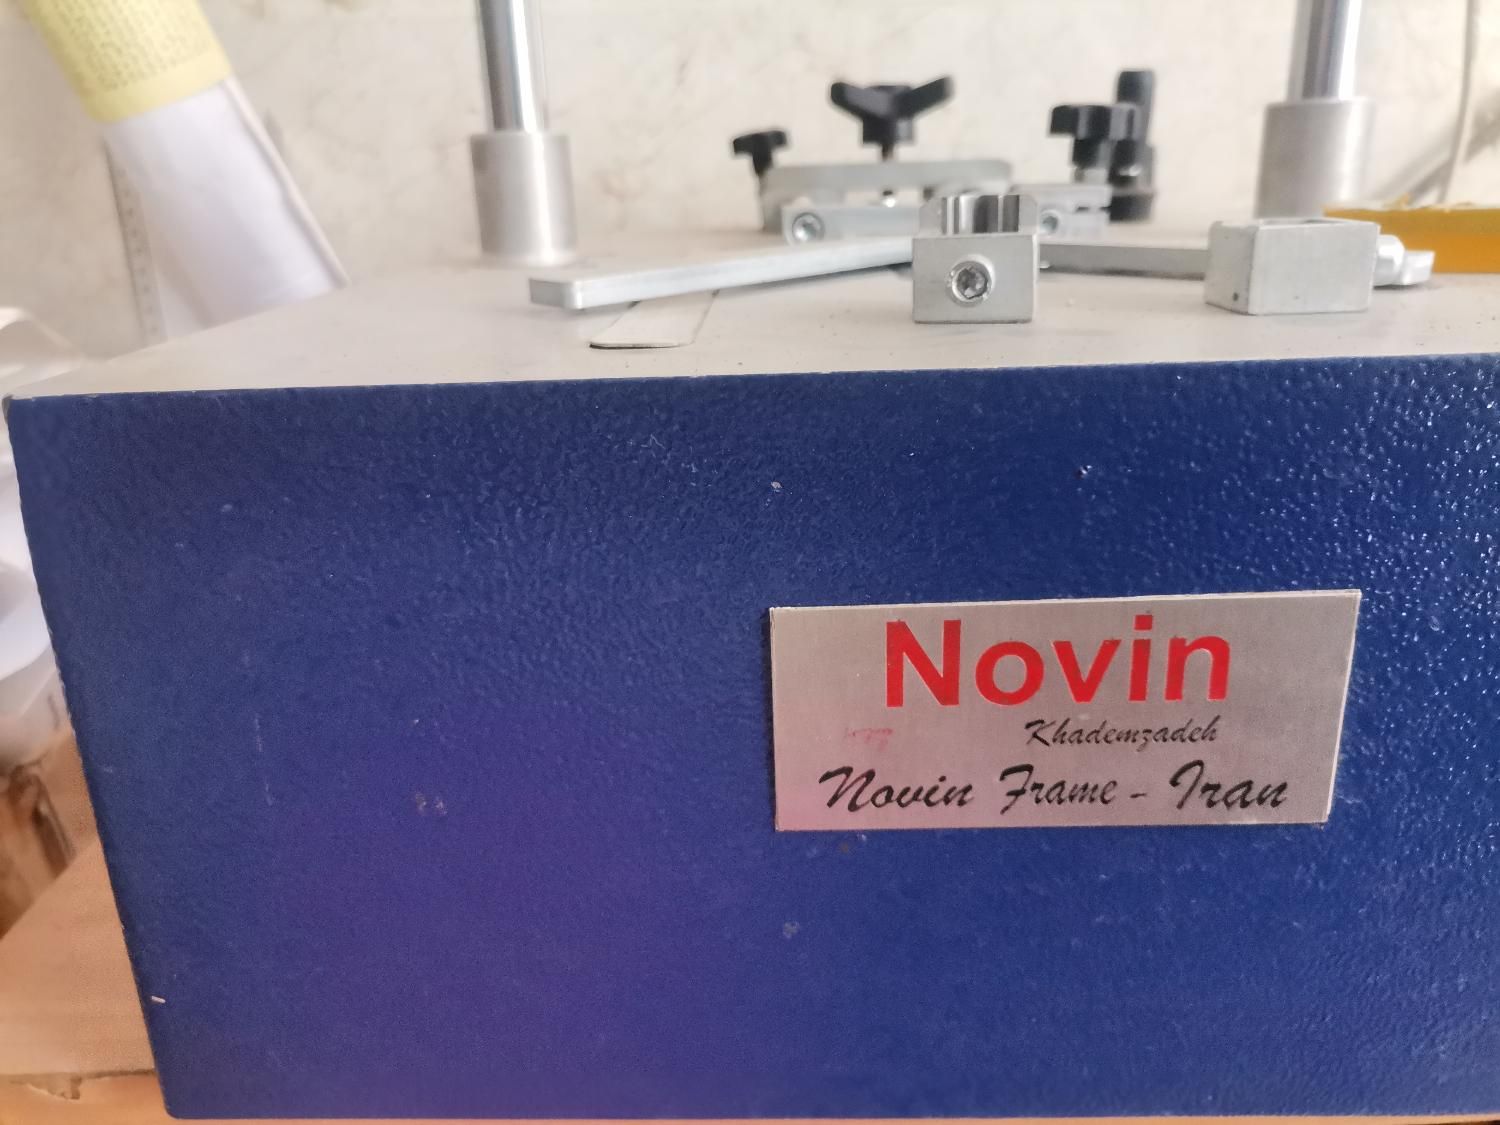 Novin
Khademzadeh
Novin Frame - Iran